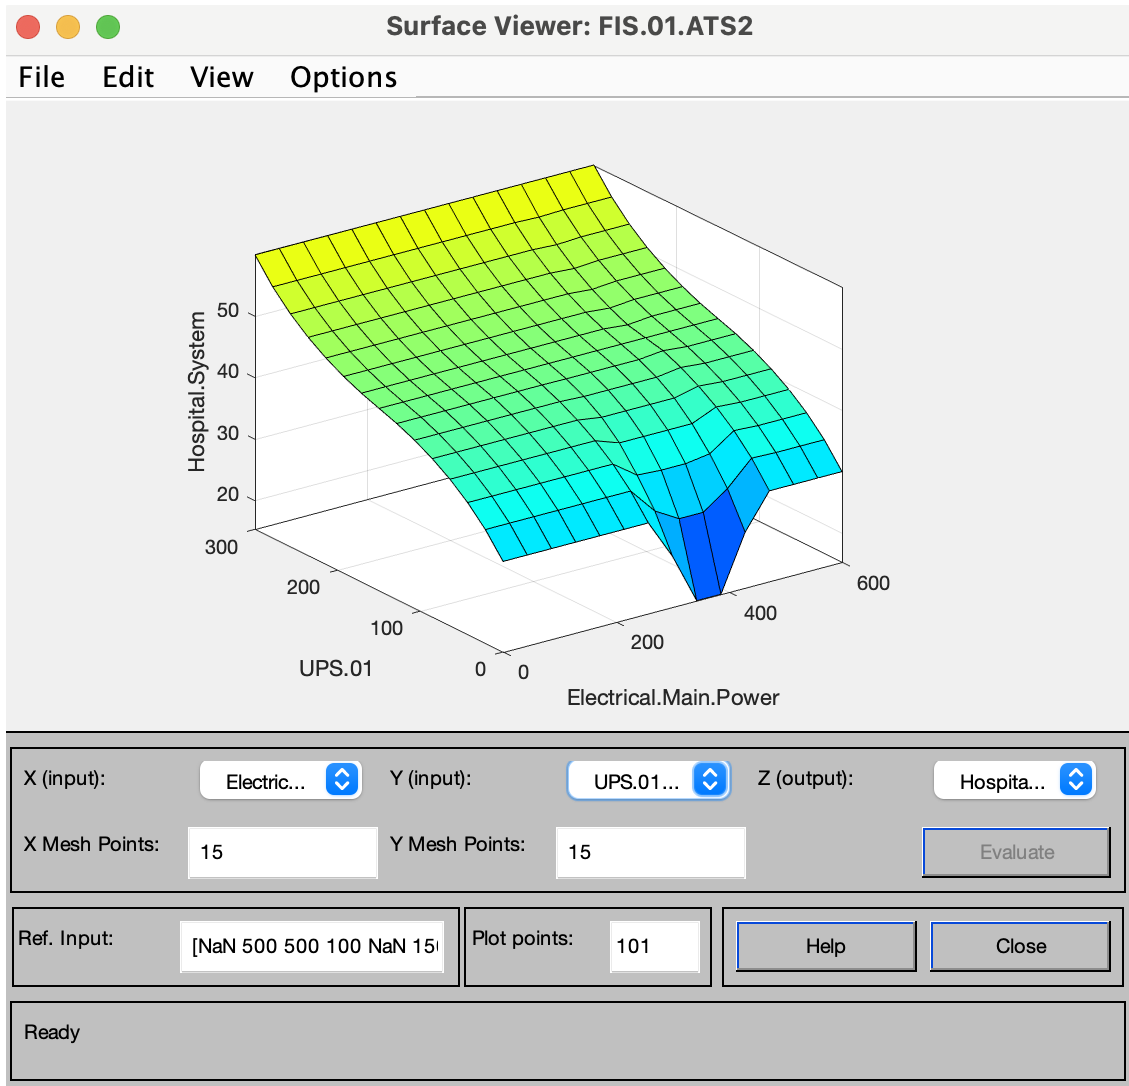 Surface Viewer: FIS.01.ATS2
File Edit View Options
Hospital.System
50
40
30
20
300
200
100
0
UPS.01
0
200
400
600
Electrical.Main.Power
X (input): Electric... Y (input): UPS.01... Z (output): Hospita...
X Mesh Points: 15 Y Mesh Points: 15 Evaluate
Ref. Input: [NaN 500 500 100 NaN 15 Plot points: 101 Help Close
Ready